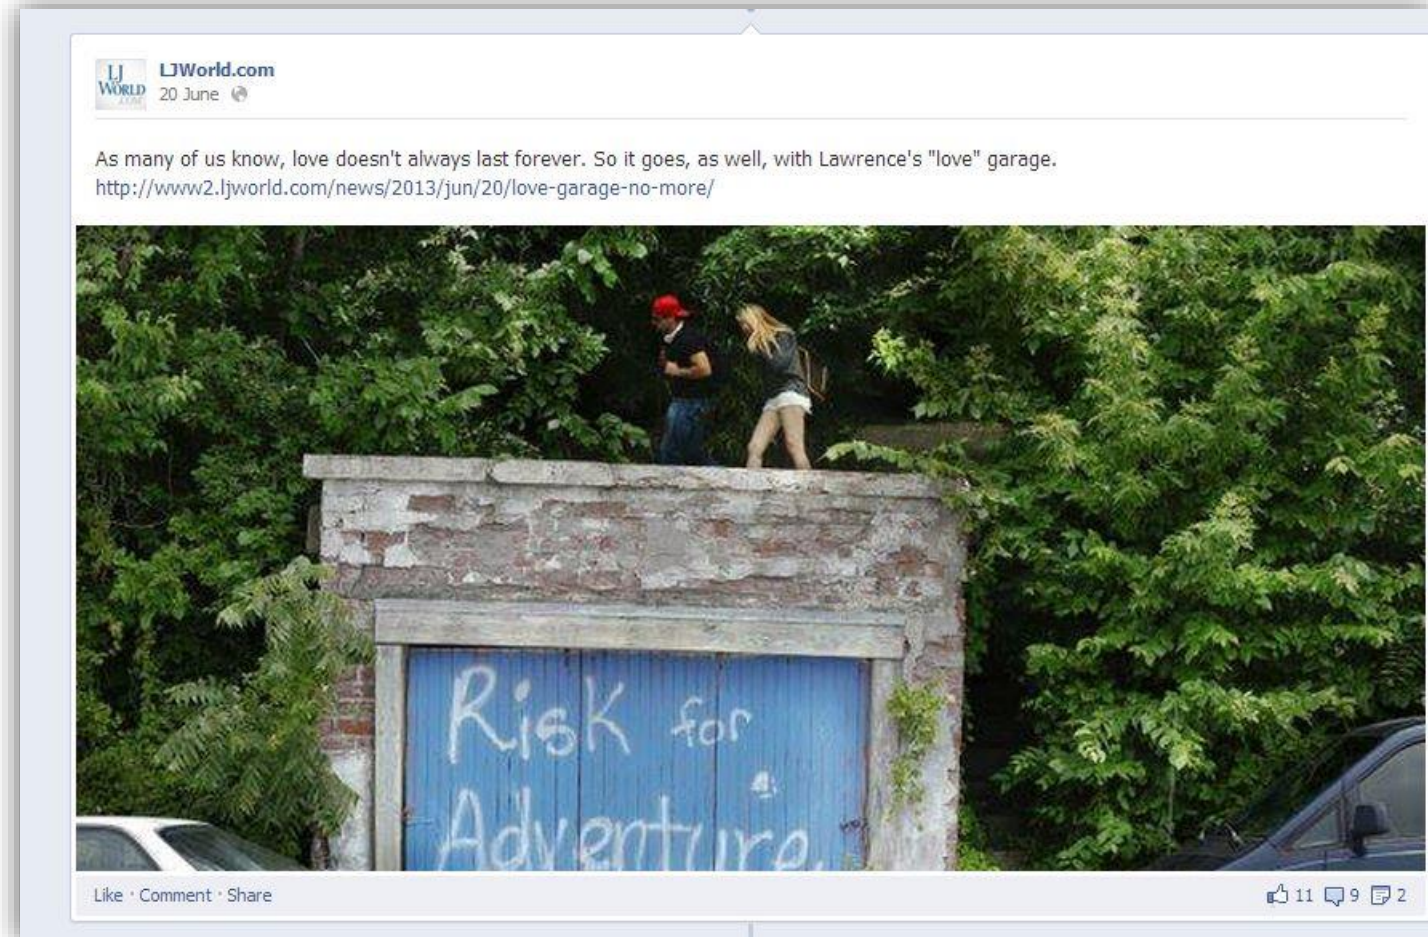 LJ
WORLD
.COM
LJWorld.com
20 June
As many of us know, love doesn't always last forever. So it goes, as well, with Lawrence's "love" garage.
http://www2.ljworld.com/news/2013/jun/20/love-garage-no-more/
Risk for
Adventure
Like · Comment · Share
11 9 2